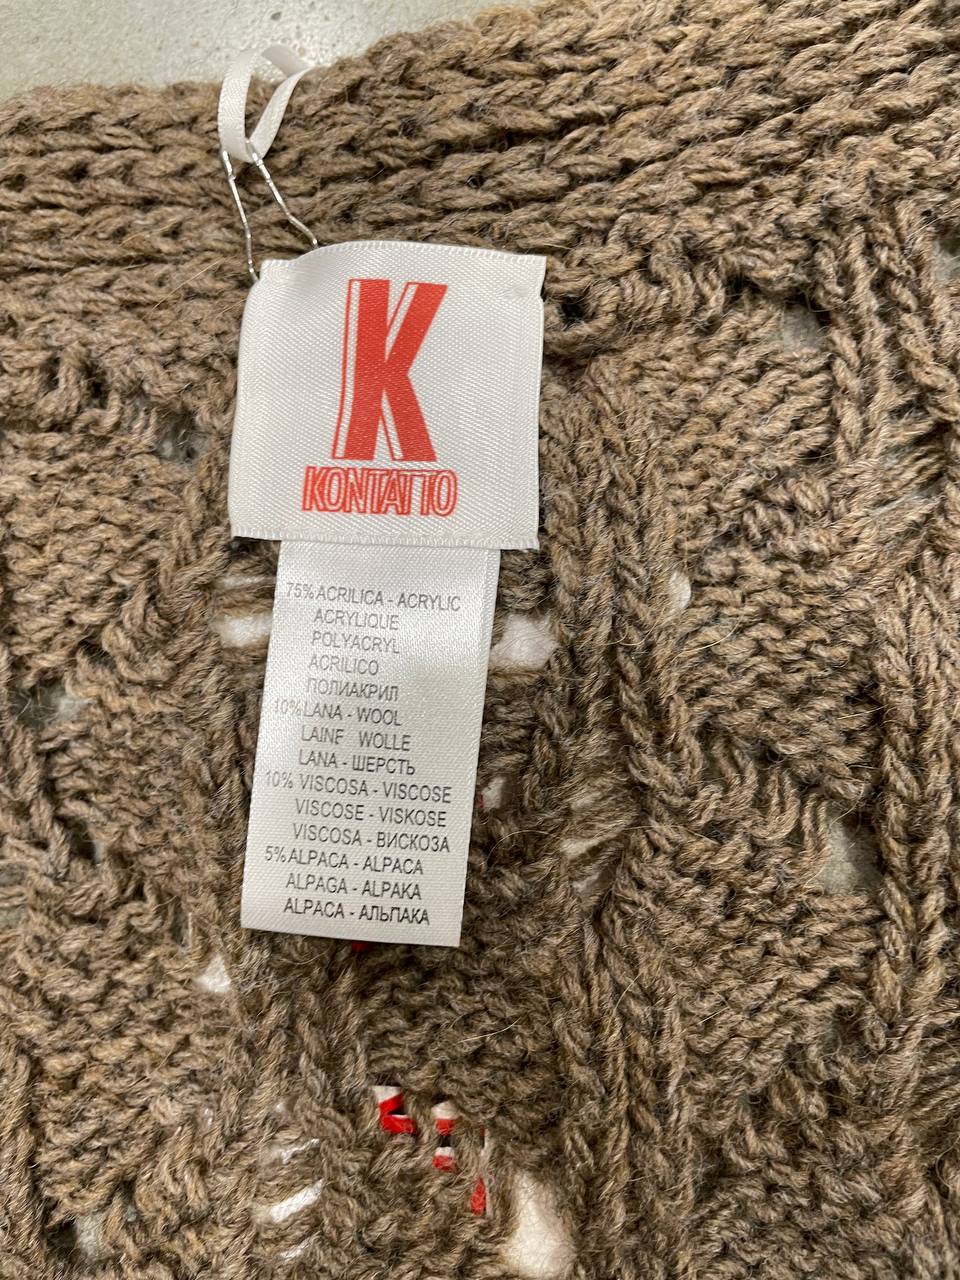 K
KONTATTO
75% ACRILICA - ACRYLIC
ACRYLIQUE
POLYACRYL
ACRILICO
ПОЛИАКРИЛ
10% LANA - WOOL
LAINE WOLLE
LANA - ШЕРСТЬ
10% VISCOSA - VISCOSE
VISCOSE - VISKOSE
VISCOSA - ВИСКОЗА
5% ALPACA - ALPACA
ALPAGA - ALPAKA
ALPACA - АЛЬПАКА